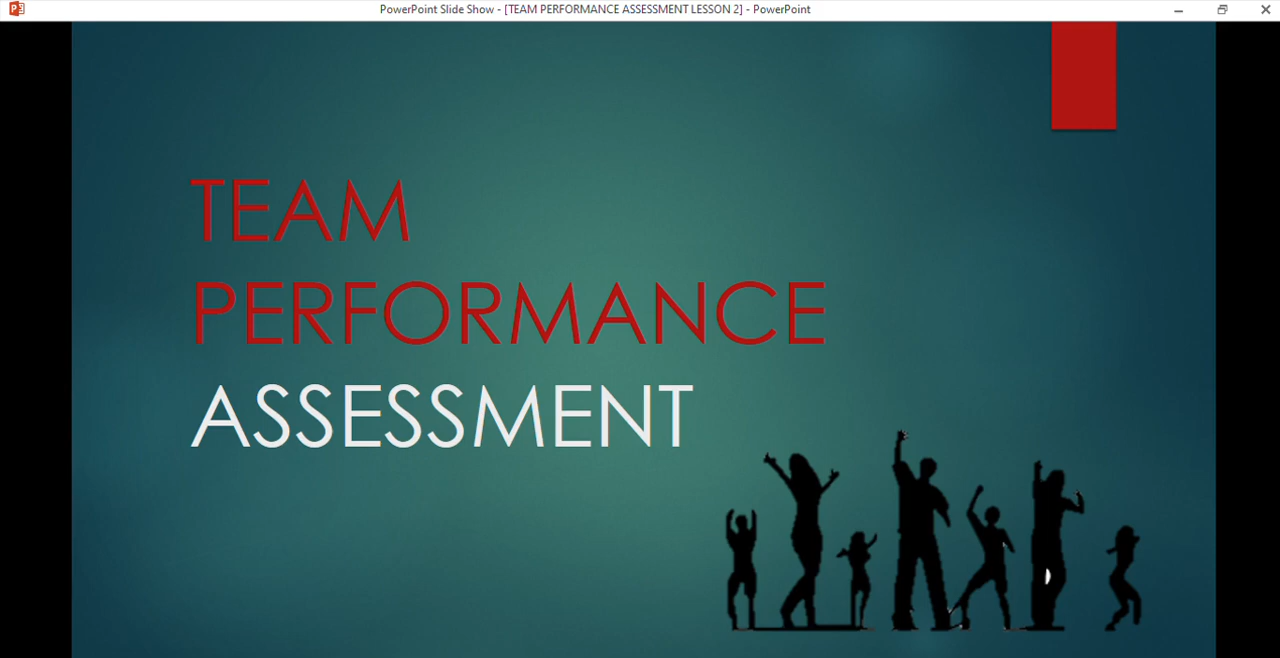 PowerPoint Slide Show - [TEAM PERFORMANCE ASSESSMENT LESSON 2] - PowerPoint
TEAM
PERFORMANCE
ASSESSMENT